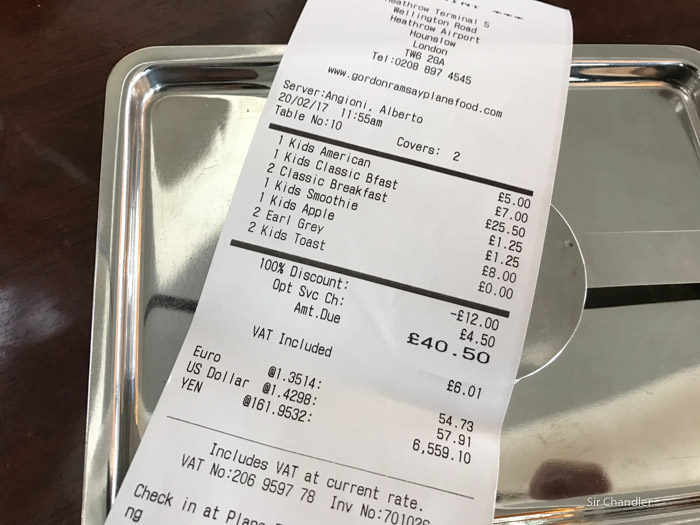 Heathrow Terminal 5
Wellington Road
Heathrow Airport
Hounslow
London
TW6 2GA
Tel:0208 897 4545
www.gordonramsayplanefood.com
Server:Angioni, Alberto
20/02/17 11:55am
Table No:10 Covers: 2
1 Kids American £5.00
1 Kids Classic Bfast £7.00
2 Classic Breakfast £25.50
1 Kids Smoothie £1.25
1 Kids Apple £1.25
2 Earl Grey £8.00
2 Kids Toast £0.00
100% Discount: -£12.00
Opt Svc Ch: £4.50
Amt.Due £40.50
VAT Included £6.01
Euro @1.3514: 54.73
US Dollar @1.4298: 57.91
YEN @161.9532: 6,559.10
Includes VAT at current rate.
VAT No:206 9597 78 Inv No:701026
Check in at Plane
ng
Sir Chandler